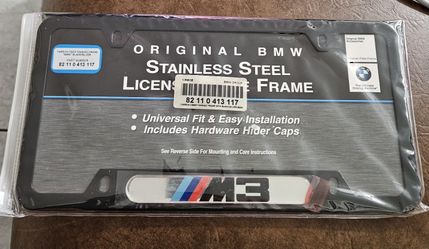 ORIGINAL BMW
STAINLESS STEEL
LICENSE FRAME
82 11 0 413 117
82 11 0 413 117
• Universal Fit & Easy Installation
• Includes Hardware Hider Caps
See Reverse Side For Mounting and Care Instructions.
M3